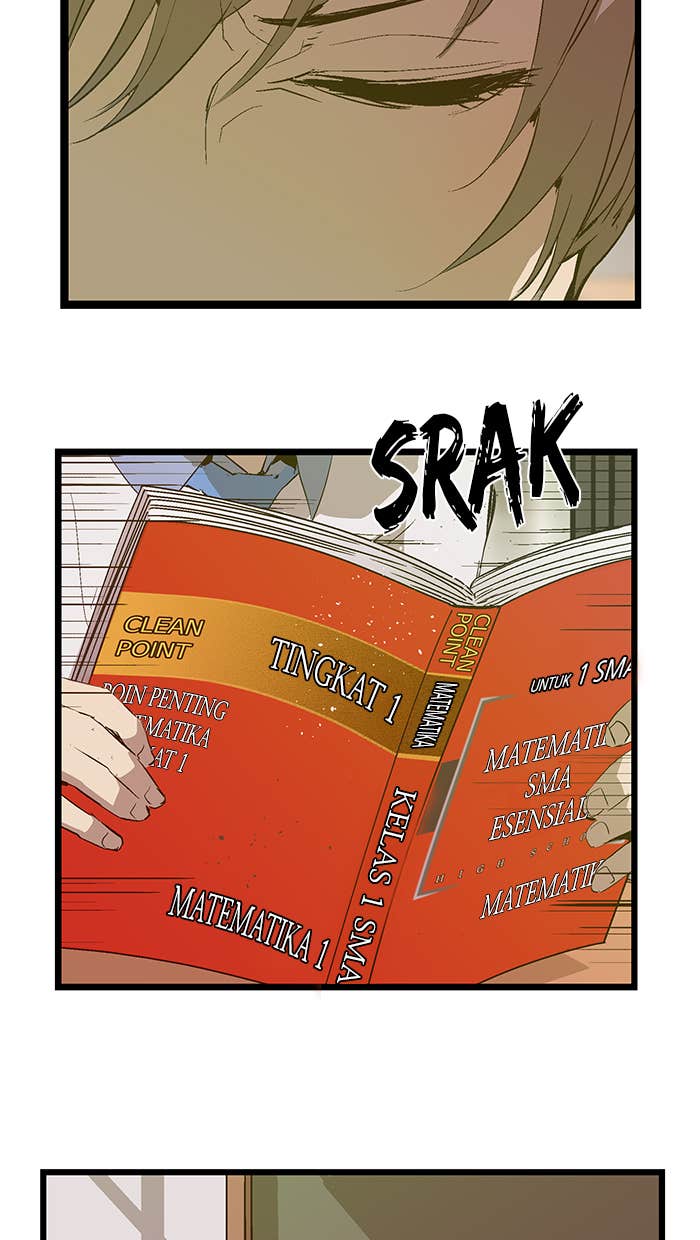 SRAK
CLEAN
POINT
TINGKAT 1
POIN PENTING
MATEMATIKA 1
CLEAN
POINT
MATEMATIKA
KELAS 1 SMA
UNTUK 1 SMA
SMA
ESENSIAL
HIGH